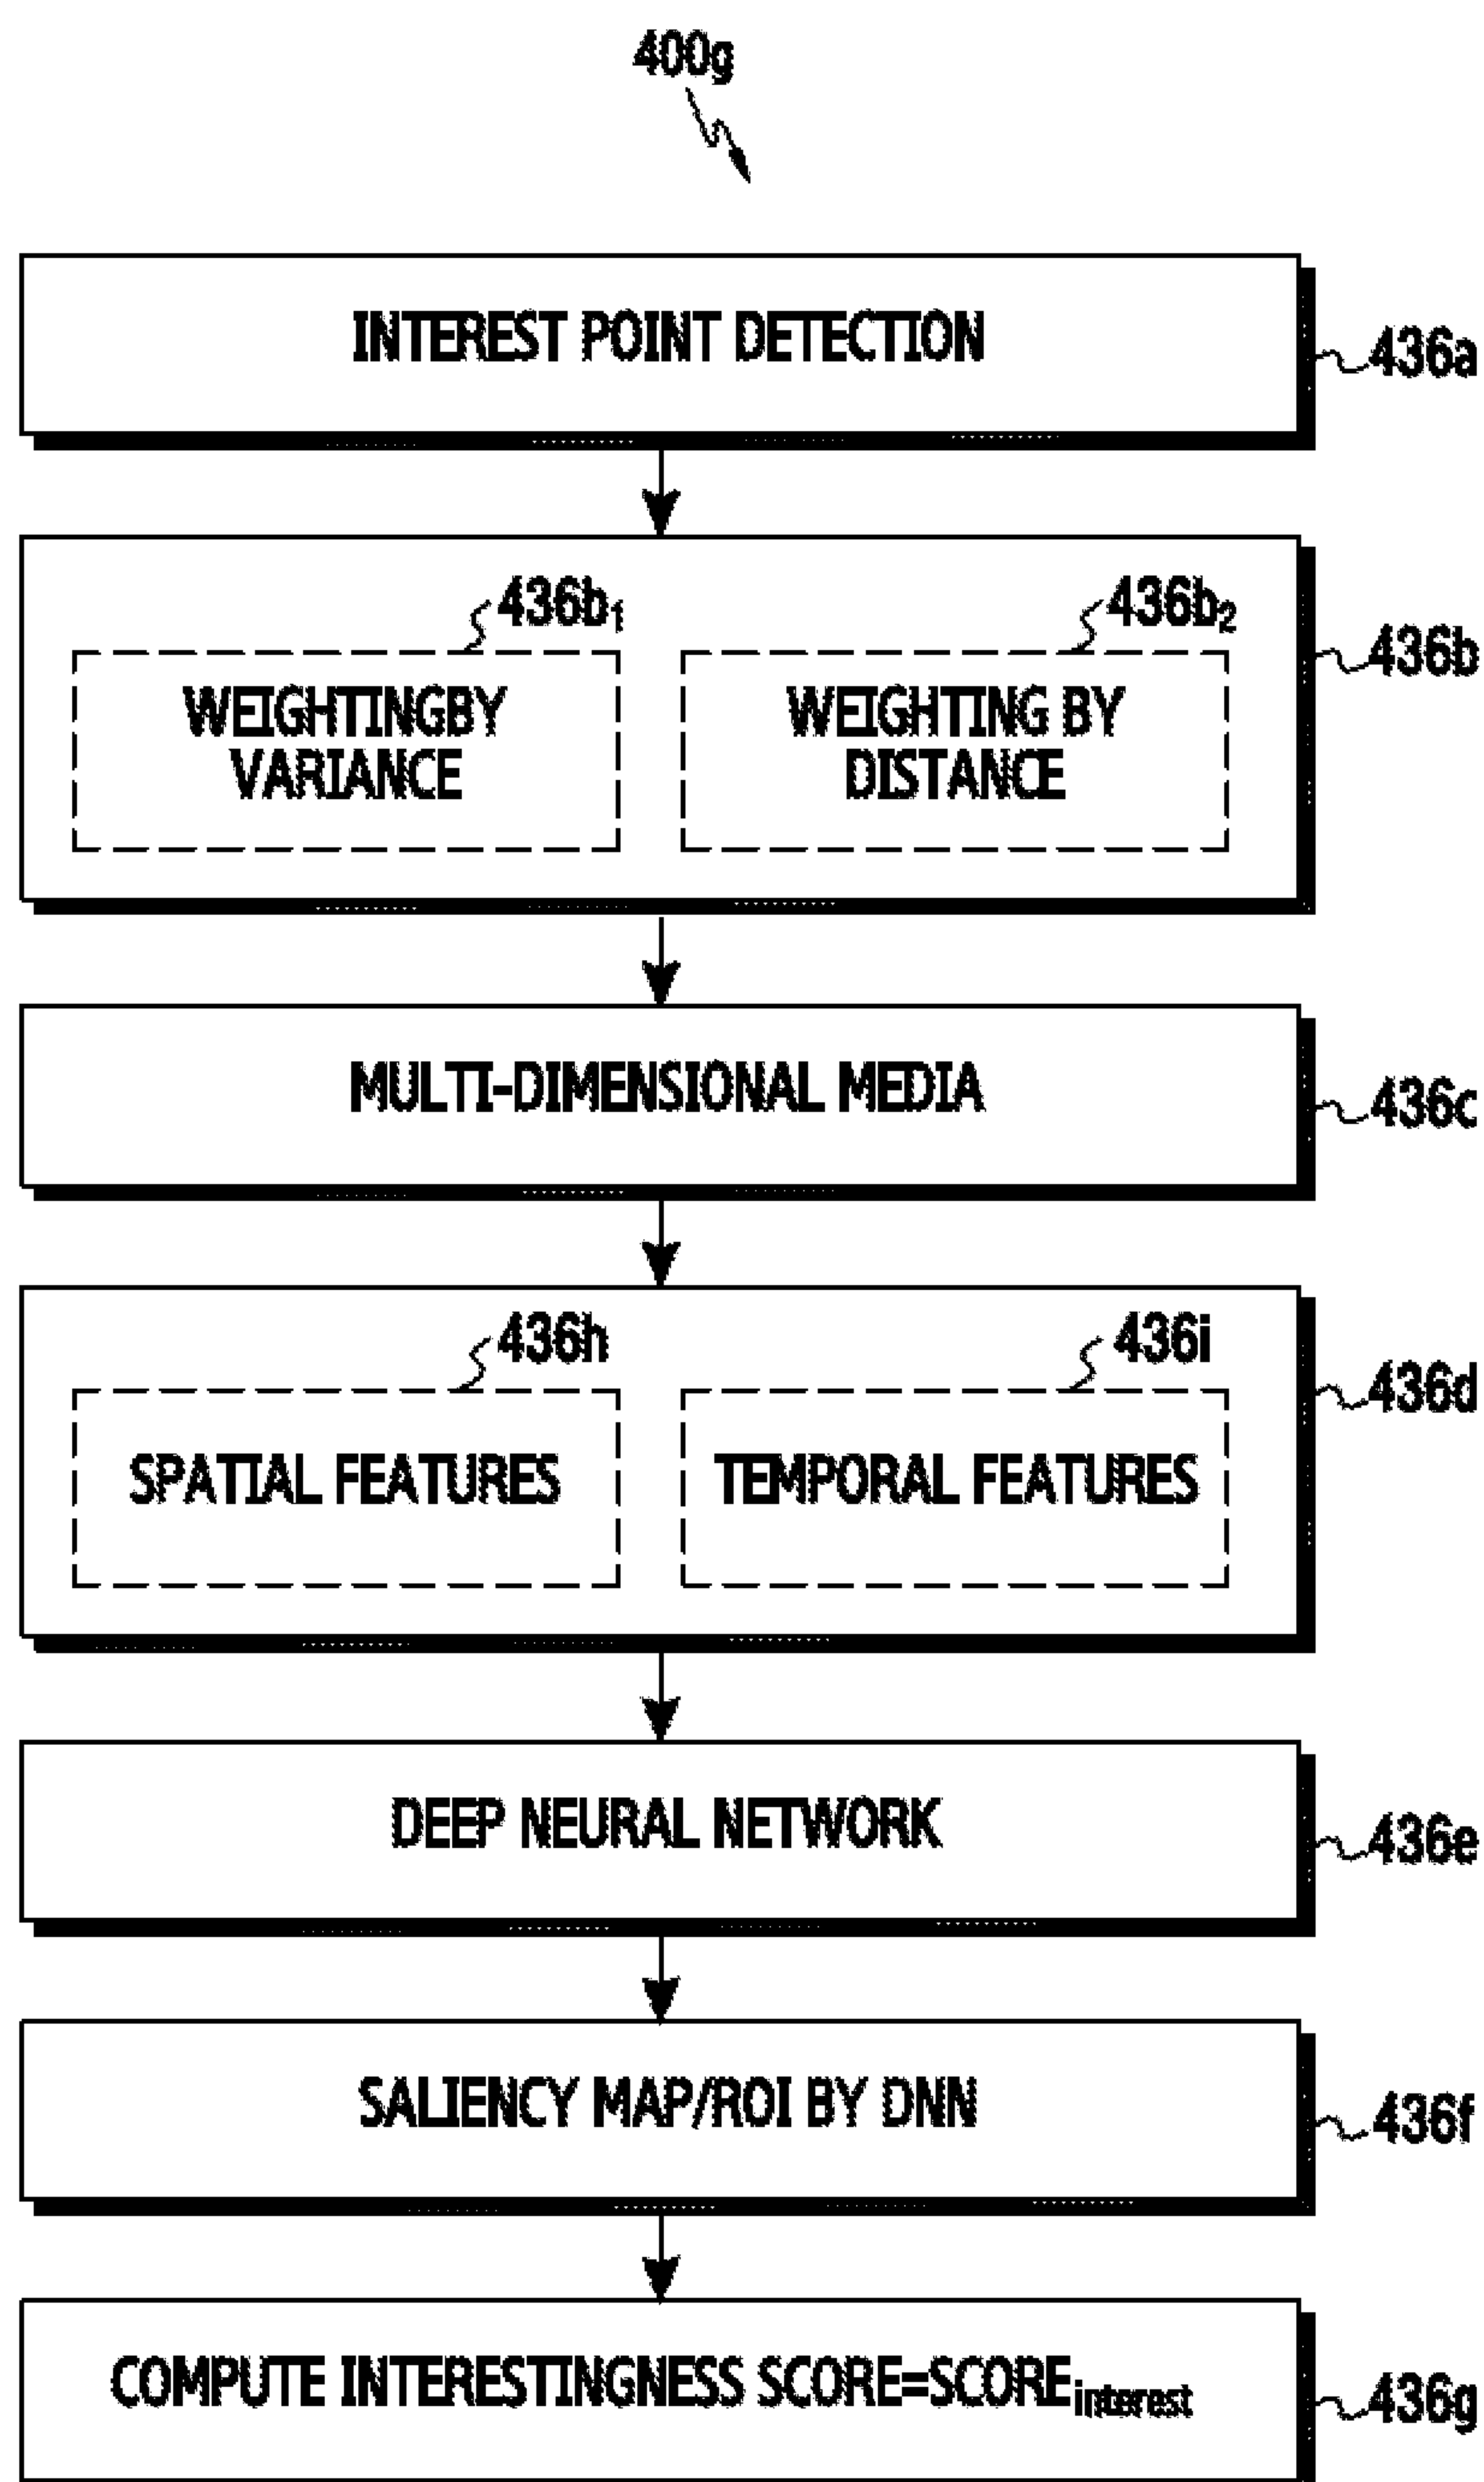 400g
INTEREST POINT DETECTION
436a
436b1
436b2
436b
WEIGHTINGBY
VARIANCE
WEIGHTING BY
DISTANCE
MULTI-DIMENSIONAL MEDIA
436c
436h
436i
436d
SPATIAL FEATURES
TEMPORAL FEATURES
DEEP NEURAL NETWORK
436e
SALIENCY MAP/ROI BY DNN
436f
COMPUTE INTERESTINGNESS SCORE=SCOREinterest
436g